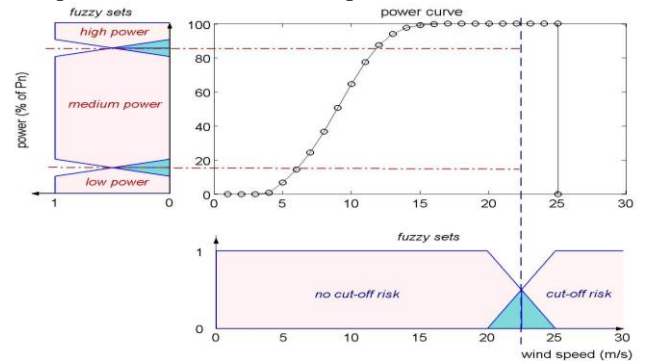 fuzzy sets
power curve
high power
medium power
low power
power (% of Pn)
1
0
100
80
60
40
20
0
0
5
10
15
20
25
30
fuzzy sets
1
0
no cut-off risk
cut-off risk
0
5
10
15
20
25
30
wind speed (m/s)